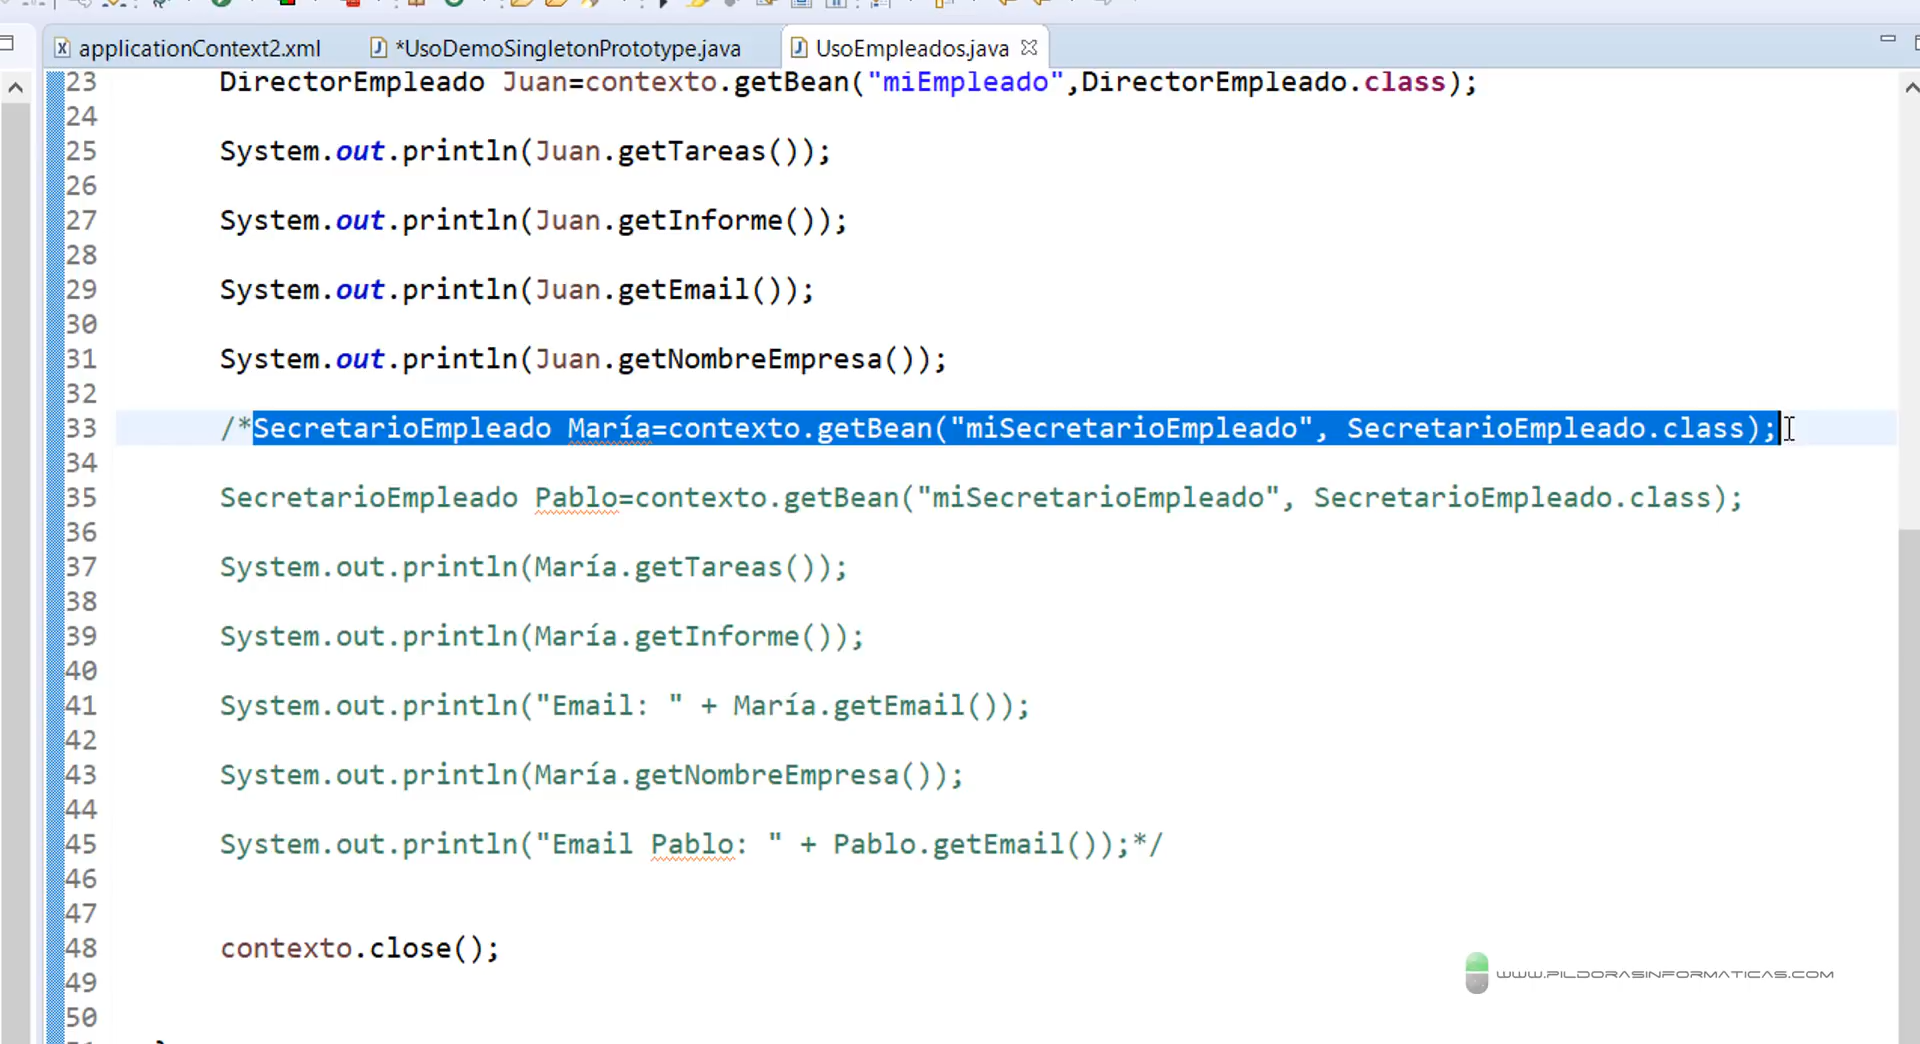 applicationContext2.xml *UsoDemoSingletonPrototype.java UsoEmpleados.java
23 DirectorEmpleado Juan=contexto.getBean("miEmpleado",DirectorEmpleado.class);
24
25 System.out.println(Juan.getTareas());
26
27 System.out.println(Juan.getInforme());
28
29 System.out.println(Juan.getEmail());
30
31 System.out.println(Juan.getNombreEmpresa());
32
33 /*SecretarioEmpleado María=contexto.getBean("miSecretarioEmpleado", SecretarioEmpleado.class);
34
35 SecretarioEmpleado Pablo=contexto.getBean("miSecretarioEmpleado", SecretarioEmpleado.class);
36
37 System.out.println(María.getTareas());
38
39 System.out.println(María.getInforme());
40
41 System.out.println("Email: " + María.getEmail());
42
43 System.out.println(María.getNombreEmpresa());
44
45 System.out.println("Email Pablo: " + Pablo.getEmail());*/
46
47
48 contexto.close();
49
50
WWW.PILDORASINFORMATICAS.COM